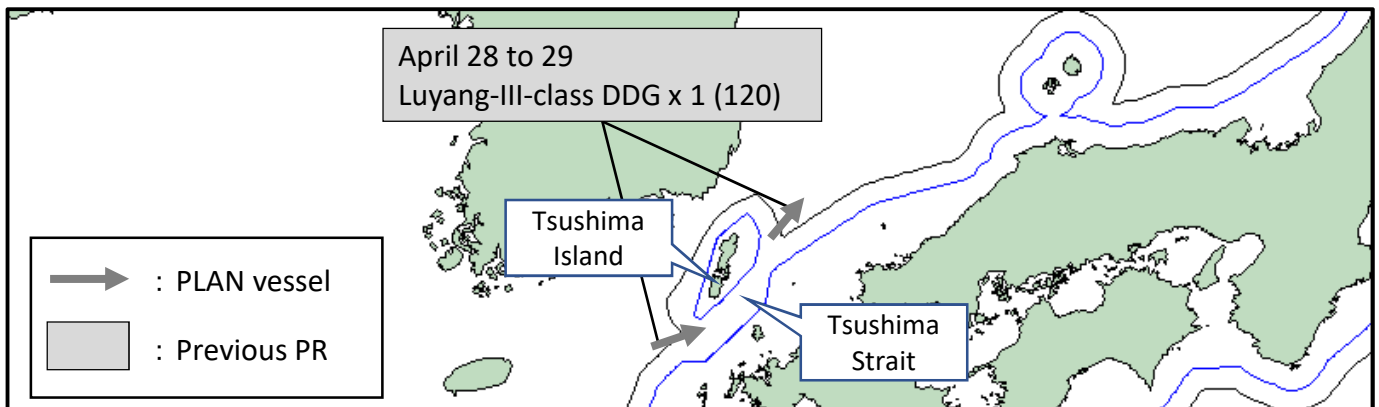 April 28 to 29
Luyang-III-class DDG x 1 (120)
Tsushima
Island
Tsushima
Strait
: PLAN vessel
: Previous PR